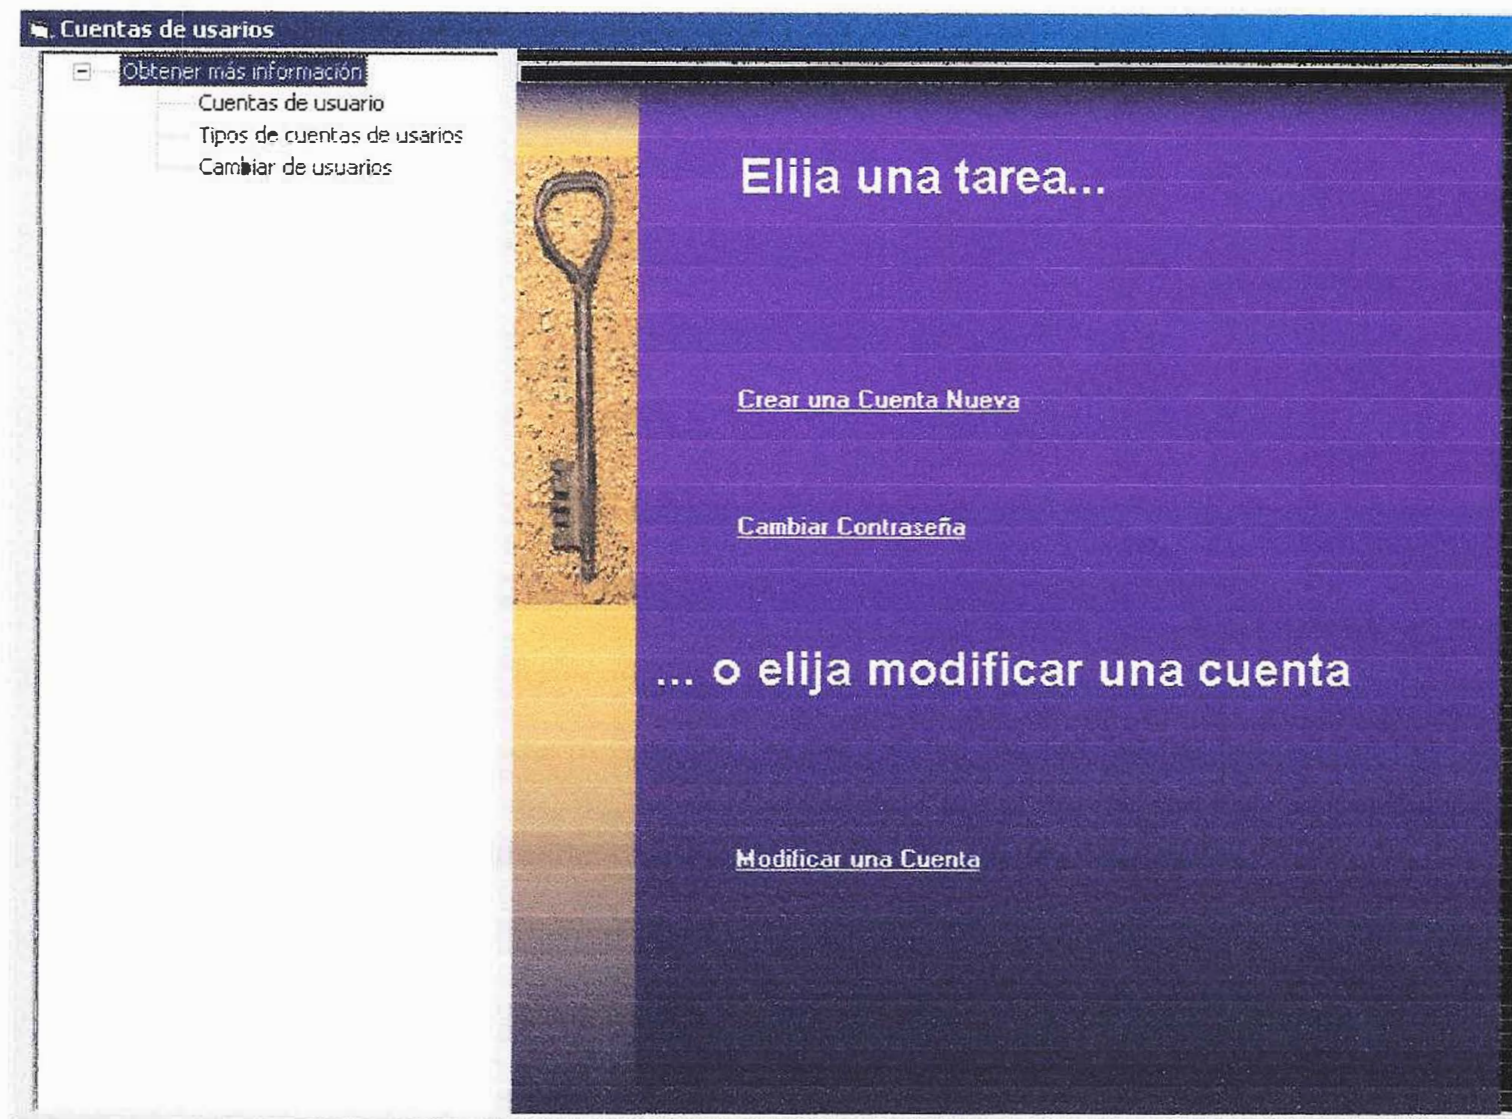 Cuentas de usarios
Obtener más información
Cuentas de usuario
Tipos de cuentas de usarios
Cambiar de usuarios
Elija una tarea...
Crear una Cuenta Nueva
Cambiar Contraseña
... o elija modificar una cuenta
Modificar una Cuenta